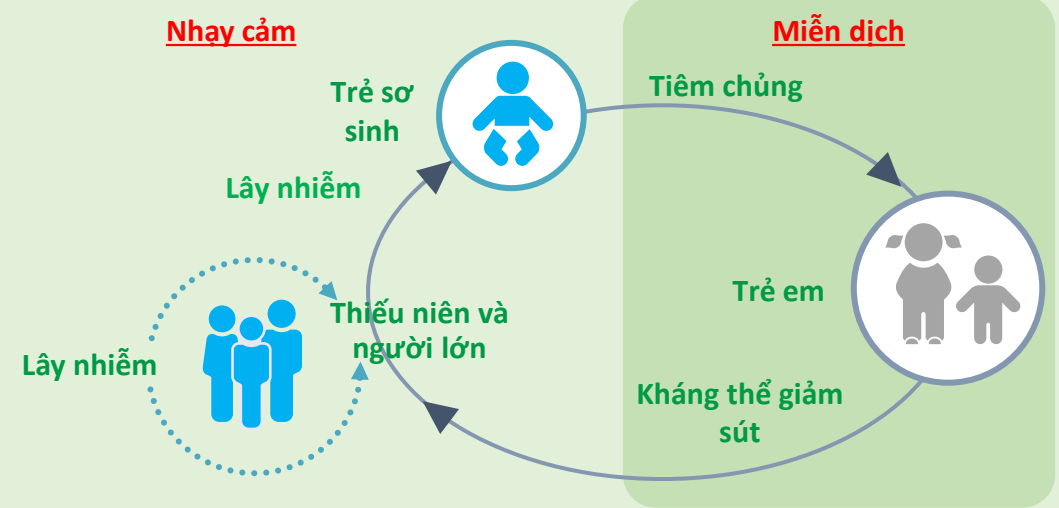 Nhạy cảm
Miễn dịch
Trẻ sơ
sinh
Tiêm chủng
Lây nhiễm
Trẻ em
Thiếu niên và
người lớn
Lây nhiễm
Kháng thể giảm
sút